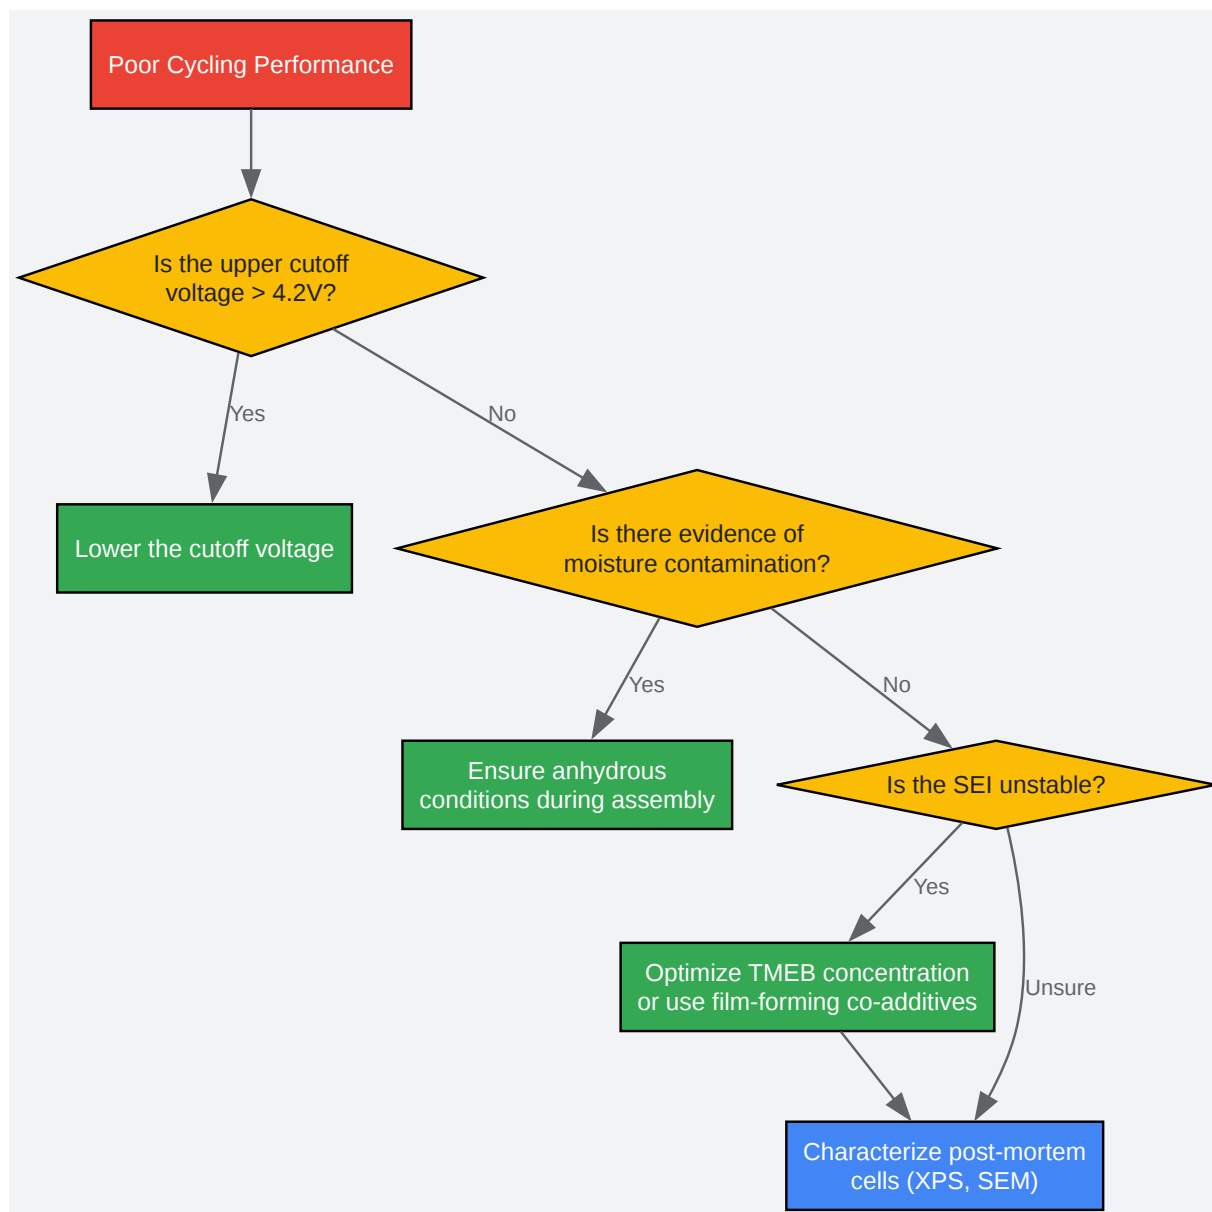 Poor Cycling Performance
Is the upper cutoff
voltage > 4.2V?
Yes
No
Lower the cutoff voltage
Is there evidence of
moisture contamination?
Yes
No
Ensure anhydrous
conditions during assembly
Is the SEI unstable?
Yes
Optimize TMEB concentration
or use film-forming co-additives
Unsure
Characterize post-mortem
cells (XPS, SEM)